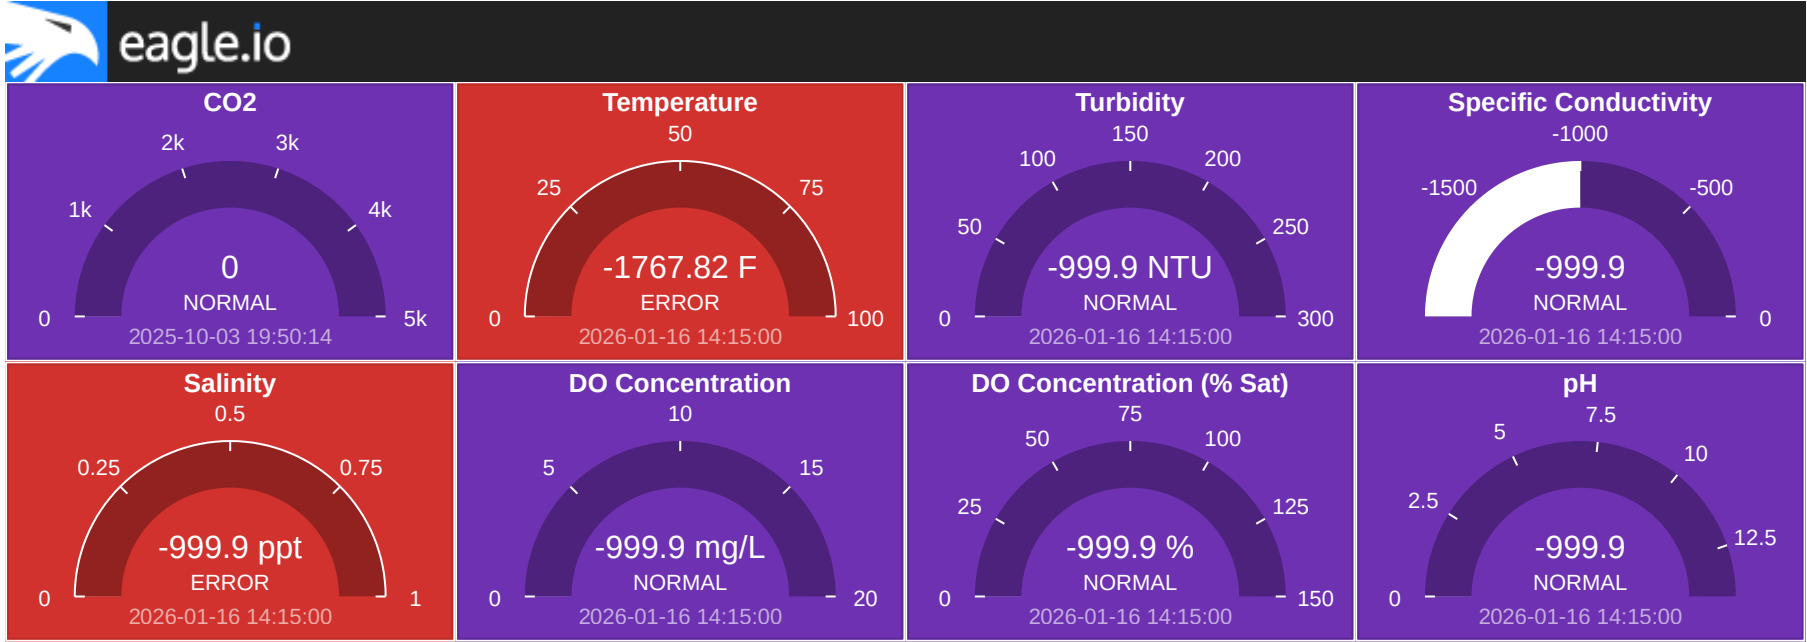 eagle.io
CO2
2k
3k
1k
4k
0
NORMAL
0
5k
2025-10-03 19:50:14
Temperature
50
25
75
-1767.82 F
ERROR
0
100
2026-01-16 14:15:00
Turbidity
150
100
200
50
250
-999.9 NTU
NORMAL
0
300
2026-01-16 14:15:00
Specific Conductivity
-1000
-1500
-500
-999.9
NORMAL
0
2026-01-16 14:15:00
Salinity
0.5
0.25
0.75
-999.9 ppt
ERROR
0
1
2026-01-16 14:15:00
DO Concentration
10
5
15
-999.9 mg/L
NORMAL
0
20
2026-01-16 14:15:00
DO Concentration (% Sat)
75
50
100
25
125
-999.9 %
NORMAL
0
150
2026-01-16 14:15:00
pH
7.5
5
10
2.5
12.5
-999.9
NORMAL
0
2026-01-16 14:15:00